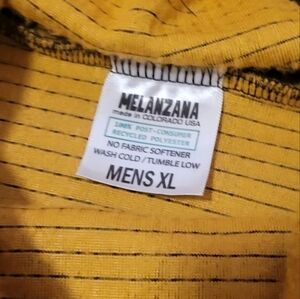 MELANZANA
made in COLORADO USA
100% POST-CONSUMER
RECYCLED POLYESTER
NO FABRIC SOFTENER
WASH COLD / TUMBLE LOW
MENS XL